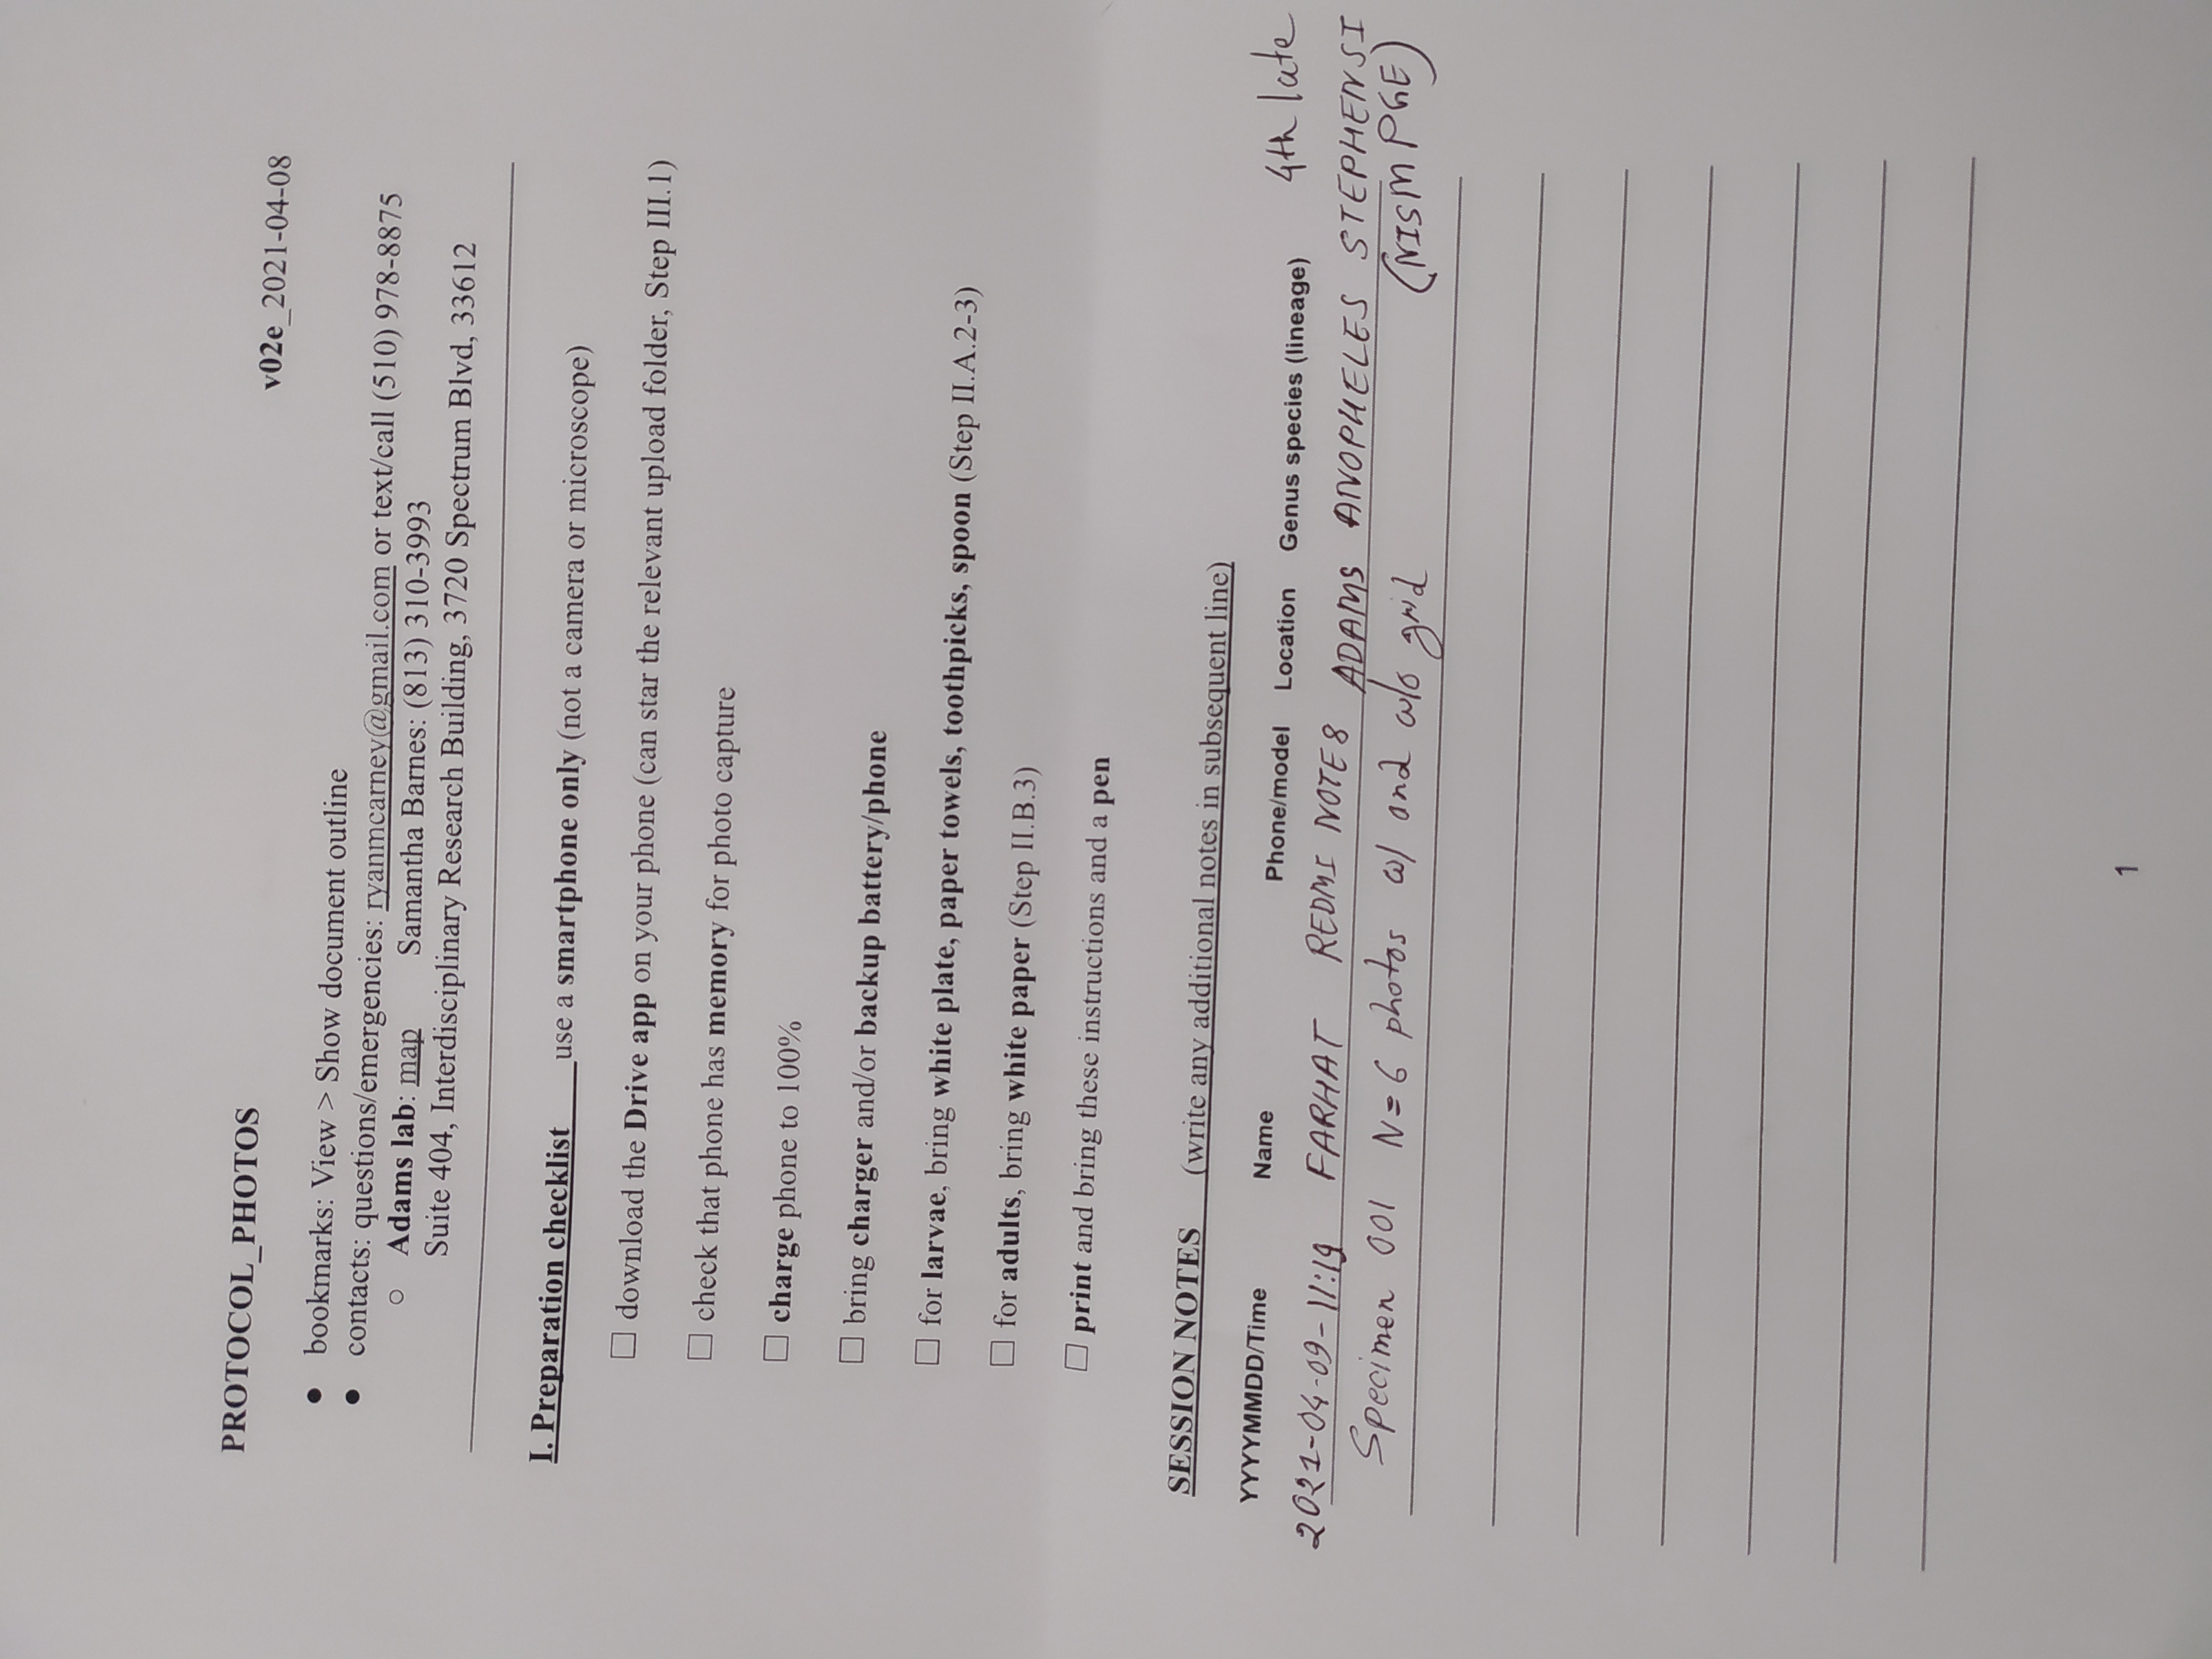 PROTOCOL_PHOTOS
v02e_2021-04-08
● bookmarks: View > Show document outline
● contacts: questions/emergencies: ryanmcarney@gmail.com or text/call (510) 978-8875
○ Adams lab: map Samantha Barnes: (813) 310-3993
Suite 404, Interdisciplinary Research Building, 3720 Spectrum Blvd, 33612
I. Preparation checklist use a smartphone only (not a camera or microscope)
☐ download the Drive app on your phone (can star the relevant upload folder, Step III.1)
☐ check that phone has memory for photo capture
☐ charge phone to 100%
☐ bring charger and/or backup battery/phone
☐ for larvae, bring white plate, paper towels, toothpicks, spoon (Step II.A.2-3)
☐ for adults, bring white paper (Step II.B.3)
☐ print and bring these instructions and a pen
SESSION NOTES (write any additional notes in subsequent line)
YYYYMMDD/Time Name Phone/model Location Genus species (lineage) 4th late
2021-04-09-11:19 FARHAT REDMI NOTE8 ADAMS ANOPHELES STEPHENSI
Specimen 001 N=6 photos w/ and w/o grid (NISM PGE)
1